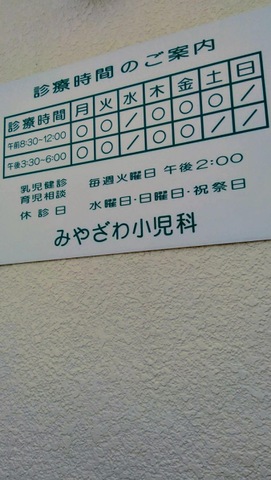 診療時間のご案内
診療時間 月 火 水 木 金 土 日
午前8:30~12:00 ○ ○ / ○ ○ ○ /
午後3:30~6:00 ○ ○ / ○ ○ / /
乳児健診 毎週火曜日 午後2:00
育児相談
休診日 水曜日・日曜日・祝祭日
みやざわ小児科